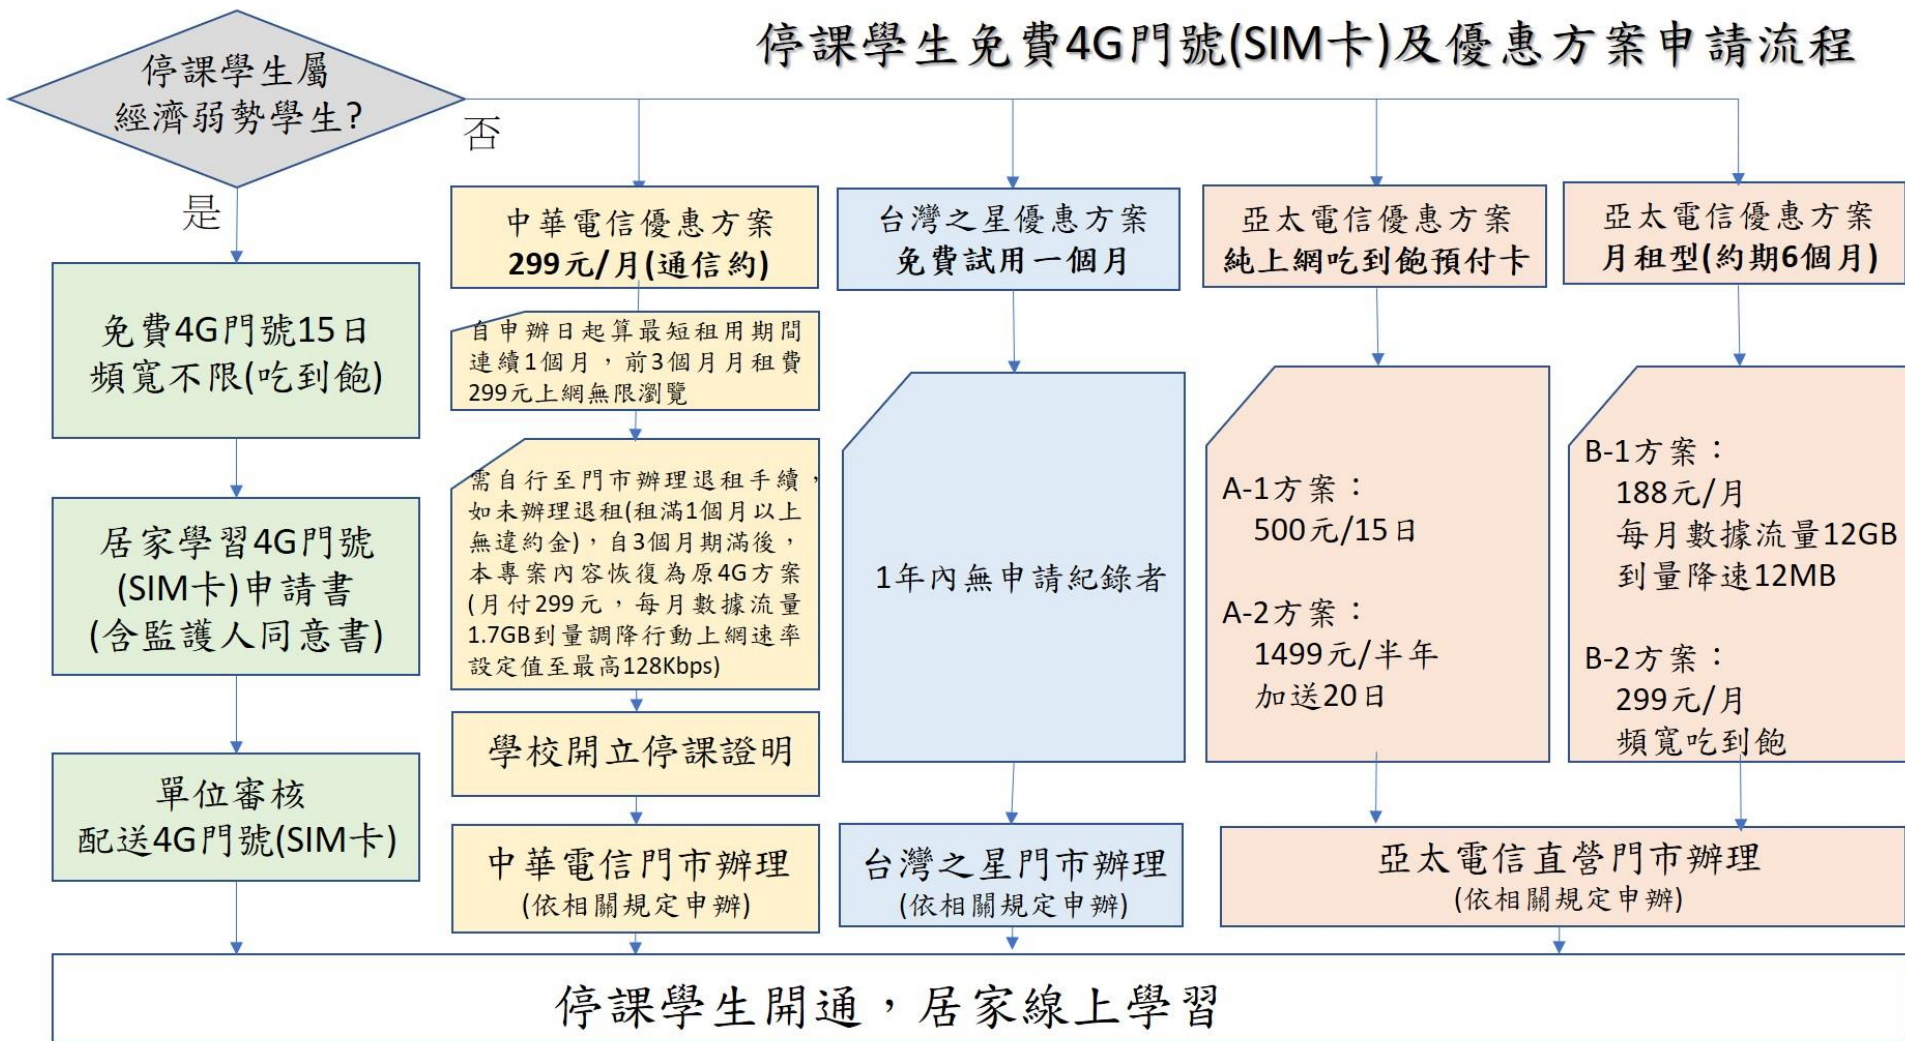 停課學生免費4G門號(SIM卡)及優惠方案申請流程
停課學生屬
經濟弱勢學生?
否
是
免費4G門號15日
頻寬不限(吃到飽)
居家學習4G門號
(SIM卡)申請書
(含監護人同意書)
單位審核
配送4G門號(SIM卡)
中華電信優惠方案
299元/月(通信約)
自申辦日起算最短租用期間
連續1個月，前3個月月租費
299元上網無限瀏覽
需自行至門市辦理退租手續，
如未辦理退租(租滿1個月以上
無違約金)，自3個月期滿後，
本專案內容恢復為原4G方案
(月付299元，每月數據流量
1.7GB到量調降行動上網速率
設定值至最高128Kbps)
學校開立停課證明
中華電信門市辦理
(依相關規定申辦)
台灣之星優惠方案
免費試用一個月
1年內無申請紀錄者
台灣之星門市辦理
(依相關規定申辦)
亞太電信優惠方案
純上網吃到飽預付卡
A-1方案：
500元/15日
A-2方案：
1499元/半年
加送20日
亞太電信優惠方案
月租型(約期6個月)
B-1方案：
188元/月
每月數據流量12GB
到量降速12MB
B-2方案：
299元/月
頻寬吃到飽
亞太電信直營門市辦理
(依相關規定申辦)
停課學生開通，居家線上學習